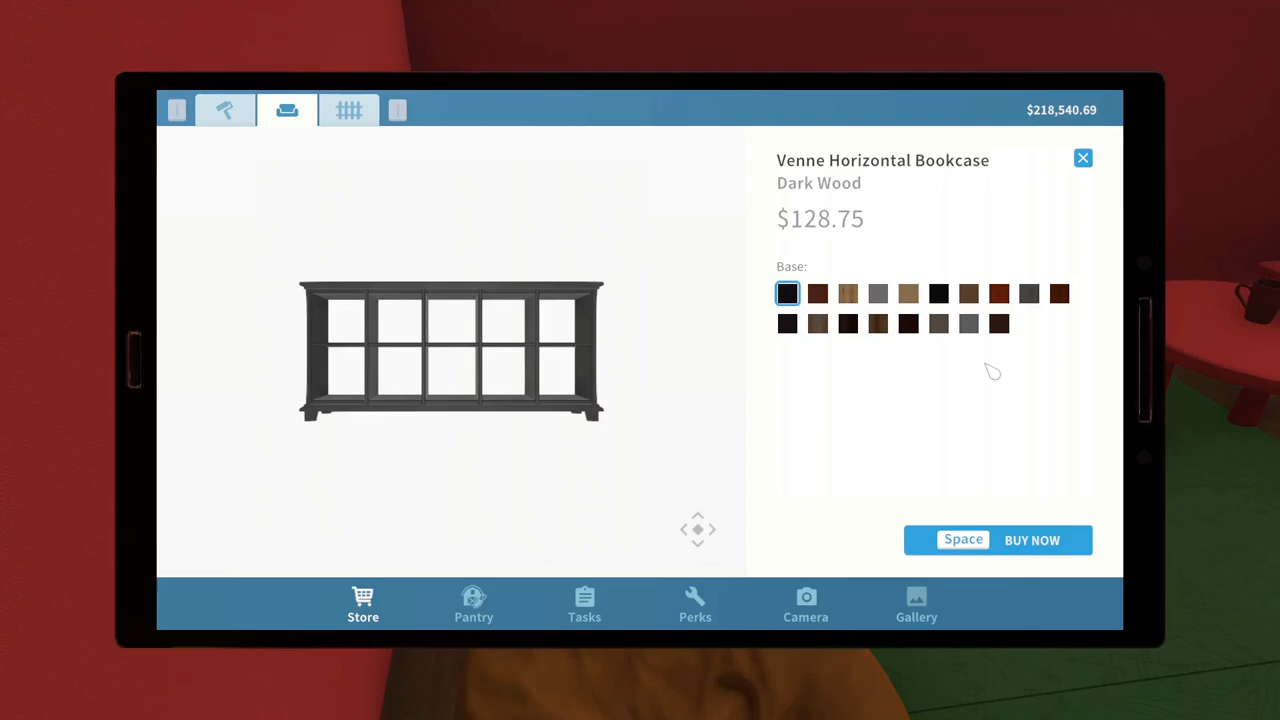 $218,540.69
Venne Horizontal Bookcase
Dark Wood
$128.75
Base:
Space BUY NOW
Store
Pantry
Tasks
Perks
Camera
Gallery